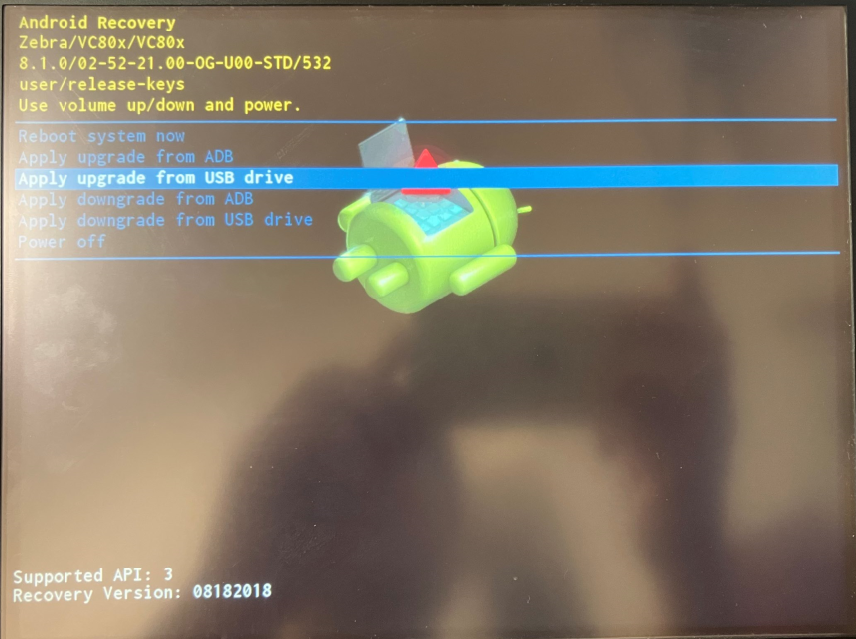 Android Recovery
Zebra/VC80x/VC80x
8.1.0/02-52-21.00-OG-U00-STD/532
user/release-keys
Use volume up/down and power.
Reboot system now
Apply upgrade from ADB
Apply upgrade from USB drive
Apply downgrade from ADB
Apply downgrade from USB drive
Power off
Supported API: 3
Recovery Version: 08182018